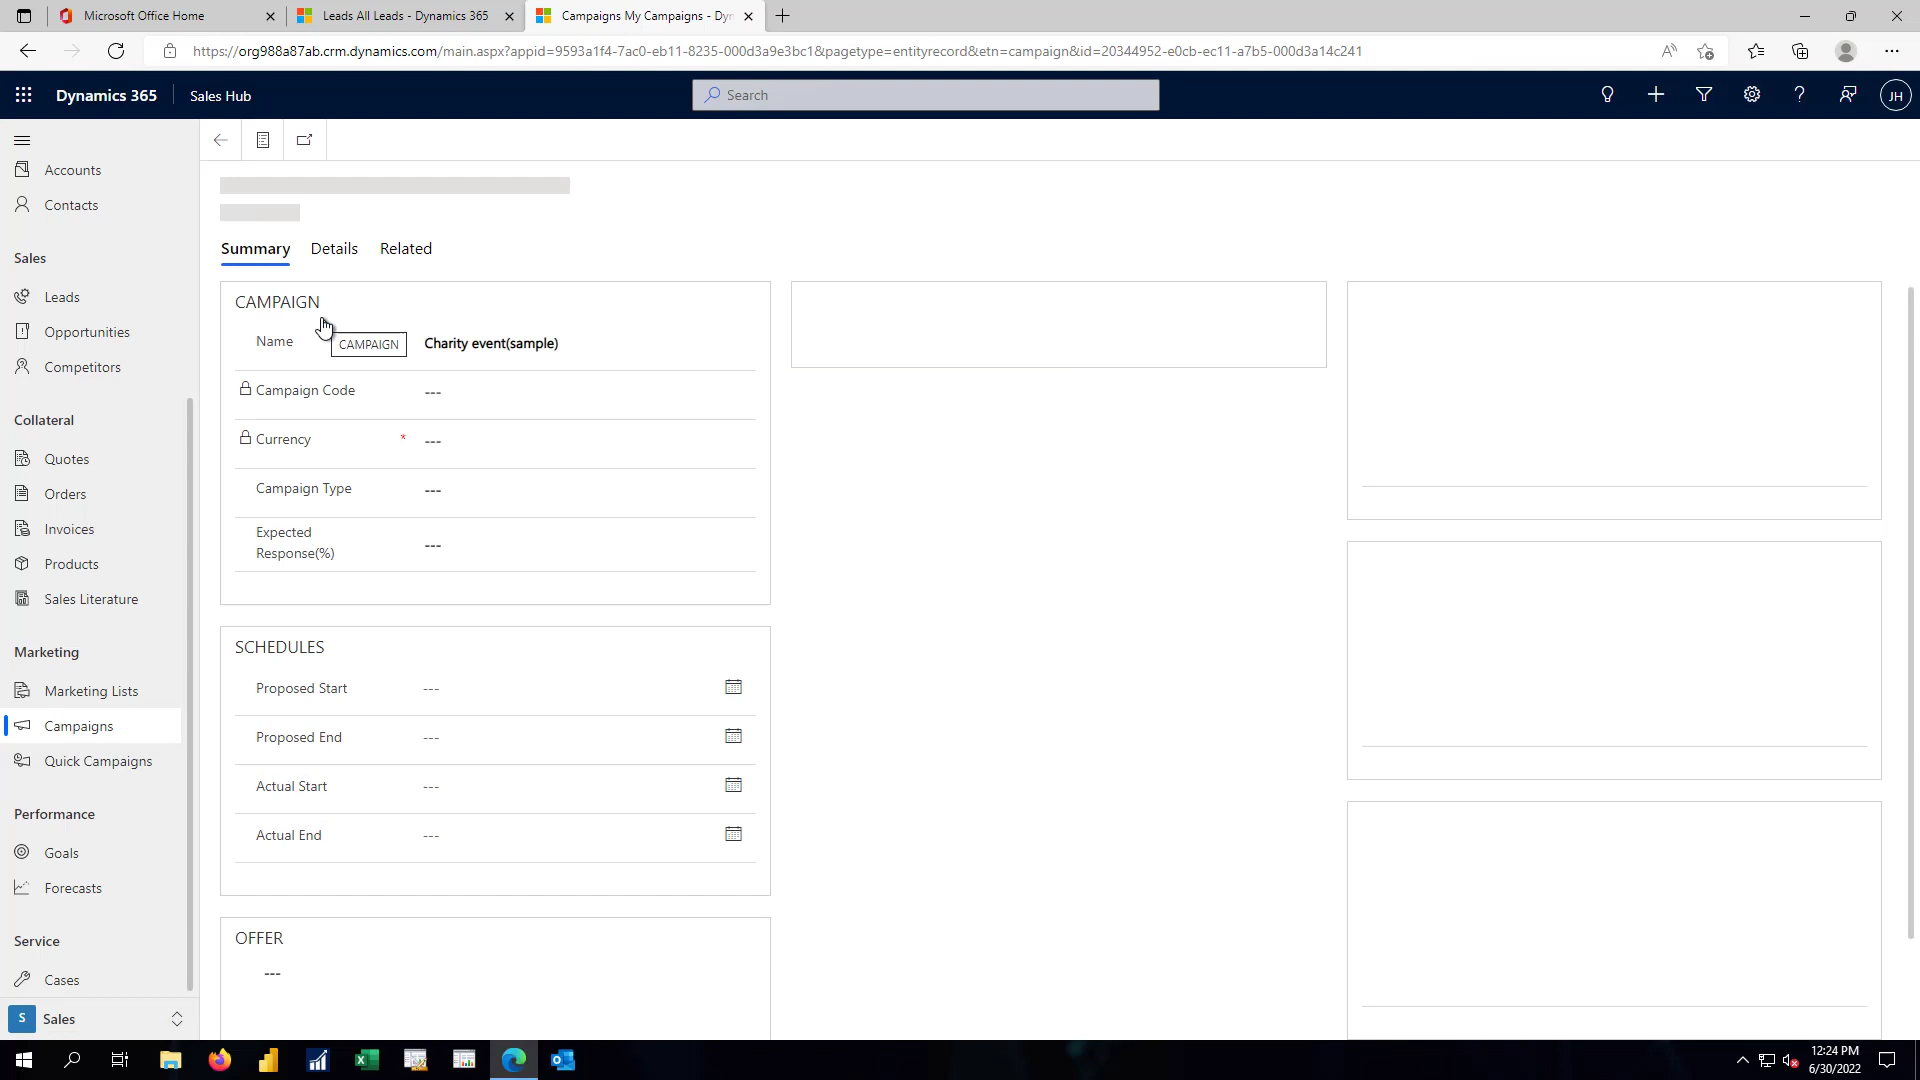 Microsoft Office Home
Leads All Leads - Dynamics 365
Campaigns My Campaigns - Dyn
https://org988a87ab.crm.dynamics.com/main.aspx?appid=9593a1f4-7ac0-eb11-8235-000d3a9e3bc1&pagetype=entityrecord&etn=campaign&id=20344952-e0cb-ec11-a7b5-000d3a14c241
Dynamics 365
Sales Hub
Search
JH
Accounts
Contacts
Sales
Leads
Opportunities
Competitors
Collateral
Quotes
Orders
Invoices
Products
Sales Literature
Marketing
Marketing Lists
Campaigns
Quick Campaigns
Performance
Goals
Forecasts
Service
Cases
S Sales
Summary Details Related
CAMPAIGN
Name Charity event(sample)
CAMPAIGN
Campaign Code ---
Currency * ---
Campaign Type ---
Expected
Response(%) ---
SCHEDULES
Proposed Start ---
Proposed End ---
Actual Start ---
Actual End ---
OFFER
---
12:24 PM
6/30/2022